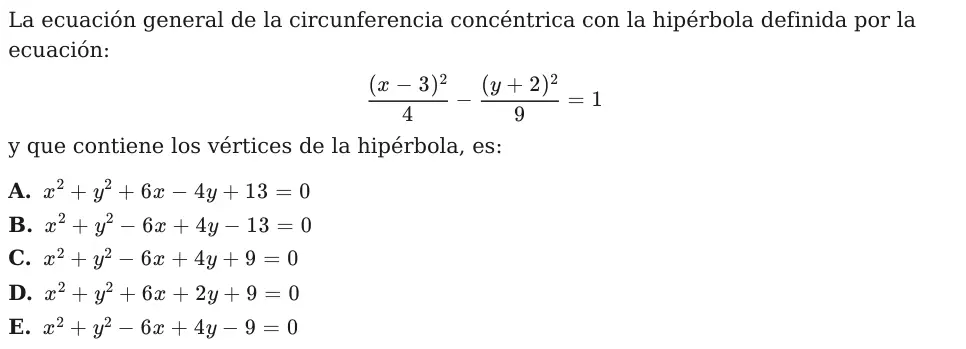 La ecuación general de la circunferencia concéntrica con la hipérbola definida por la
ecuación:
(x − 3)²/4 − (y + 2)²/9 = 1
y que contiene los vértices de la hipérbola, es:
A. x² + y² + 6x − 4y + 13 = 0
B. x² + y² − 6x + 4y − 13 = 0
C. x² + y² − 6x + 4y + 9 = 0
D. x² + y² + 6x + 2y + 9 = 0
E. x² + y² − 6x + 4y − 9 = 0